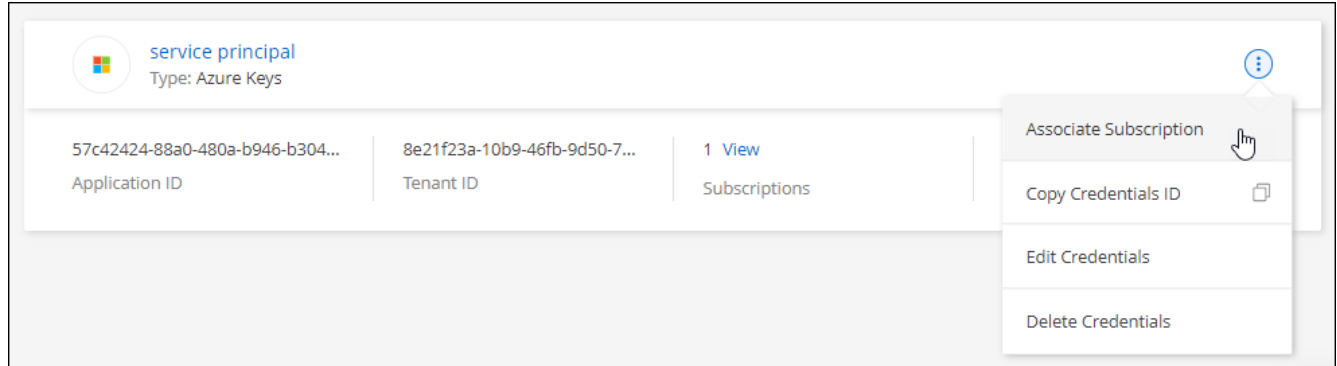 service principal
Type: Azure Keys
57c42424-88a0-480a-b946-b304...
Application ID
8e21f23a-10b9-46fb-9d50-7...
Tenant ID
1 View
Subscriptions
Associate Subscription
Copy Credentials ID
Edit Credentials
Delete Credentials